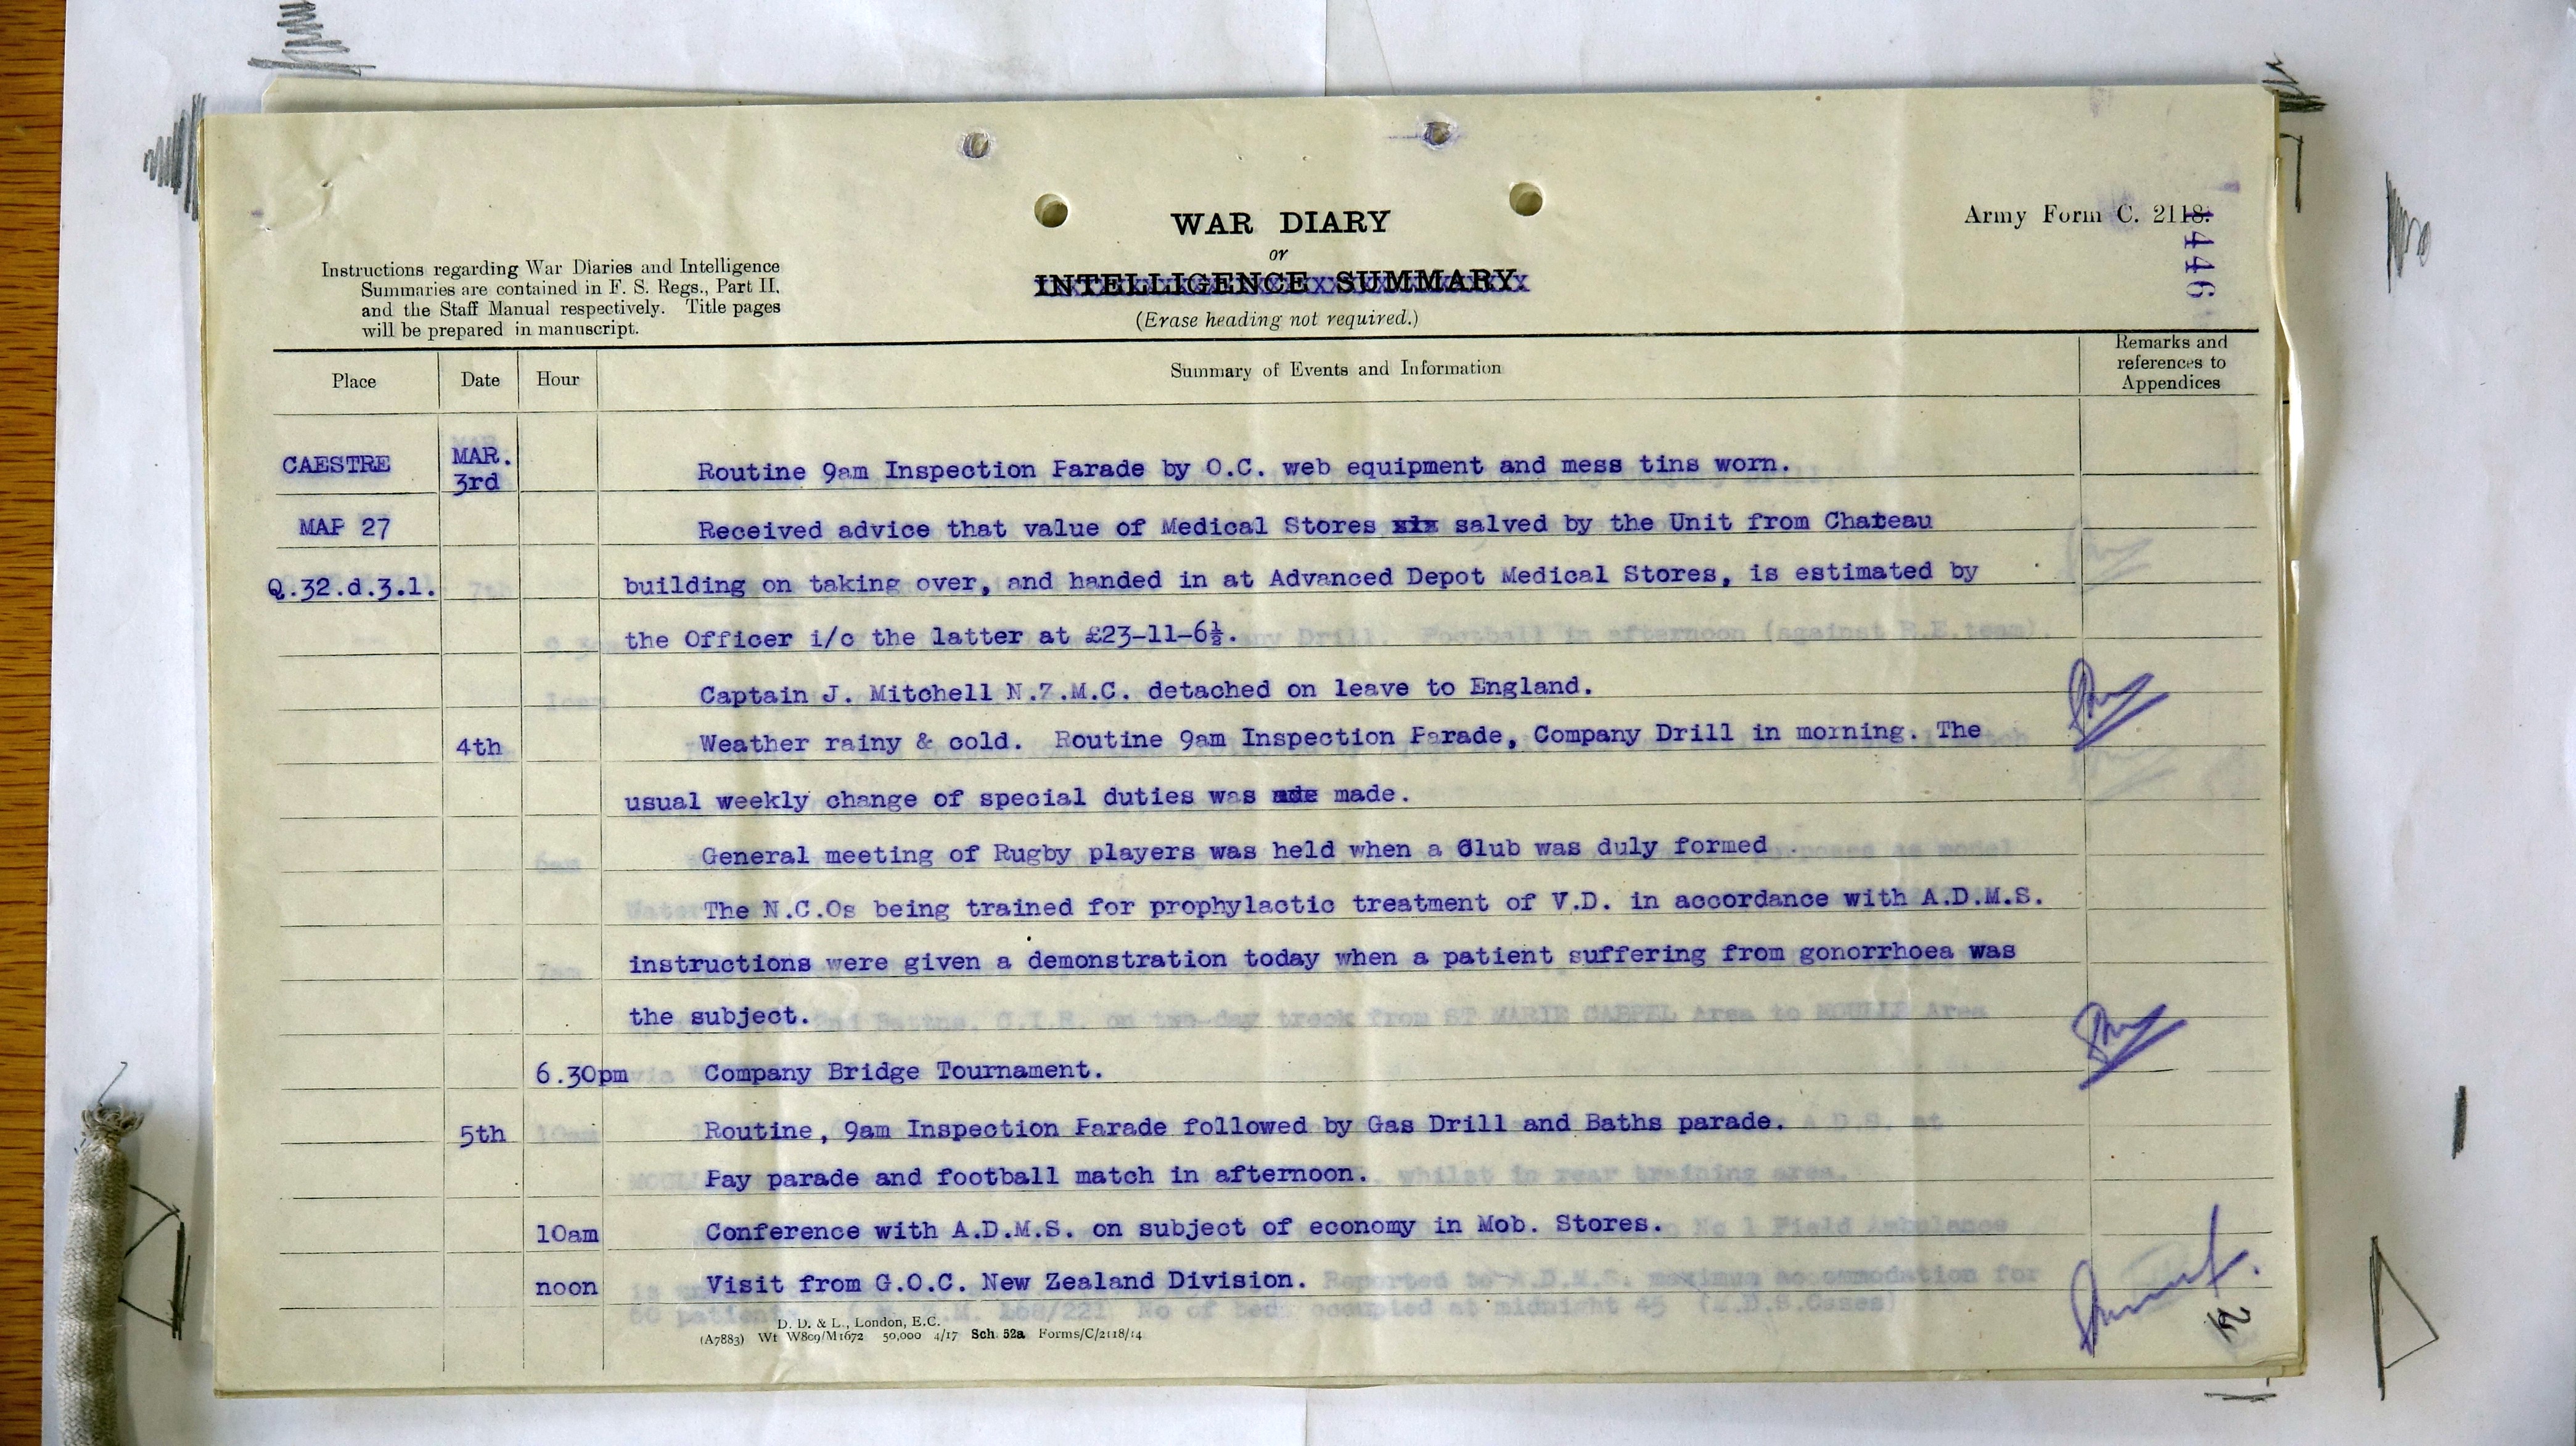 Army Form C. 2118.
1446
WAR DIARY
or
INTELLIGENCE SUMMARY
(Erase heading not required.)
Instructions regarding War Diaries and Intelligence
Summaries are contained in F. S. Regs., Part II.
and the Staff Manual respectively. Title pages
will be prepared in manuscript.
Place Date Hour Summary of Events and Information Remarks and references to Appendices
CAESTRE MAR. 3rd Routine 9am Inspection Parade by O.C. web equipment and mess tins worn.
MAP 27 Received advice that value of Medical Stores six salved by the Unit from Chateau
Q.32.d.3.1. building on taking over, and handed in at Advanced Depot Medical Stores, is estimated by
the Officer i/c the latter at £23-11-6½.
Captain J. Mitchell N.Z.M.C. detached on leave to England.
4th Weather rainy & cold. Routine 9am Inspection Parade, Company Drill in morning. The
usual weekly change of special duties was ade made.
General meeting of Rugby players was held when a Club was duly formed
The N.C.Os being trained for prophylactic treatment of V.D. in accordance with A.D.M.S.
instructions were given a demonstration today when a patient suffering from gonorrhoea was
the subject.
6.30pm Company Bridge Tournament.
5th Routine, 9am Inspection Parade followed by Gas Drill and Baths parade.
Pay parade and football match in afternoon.
10am Conference with A.D.M.S. on subject of economy in Mob. Stores.
noon Visit from G.O.C. New Zealand Division.
D. D. & L., London, E.C.
(A7883) Wt W809/M1672 50,000 4/17 Sch 52a Forms/C/2118/14